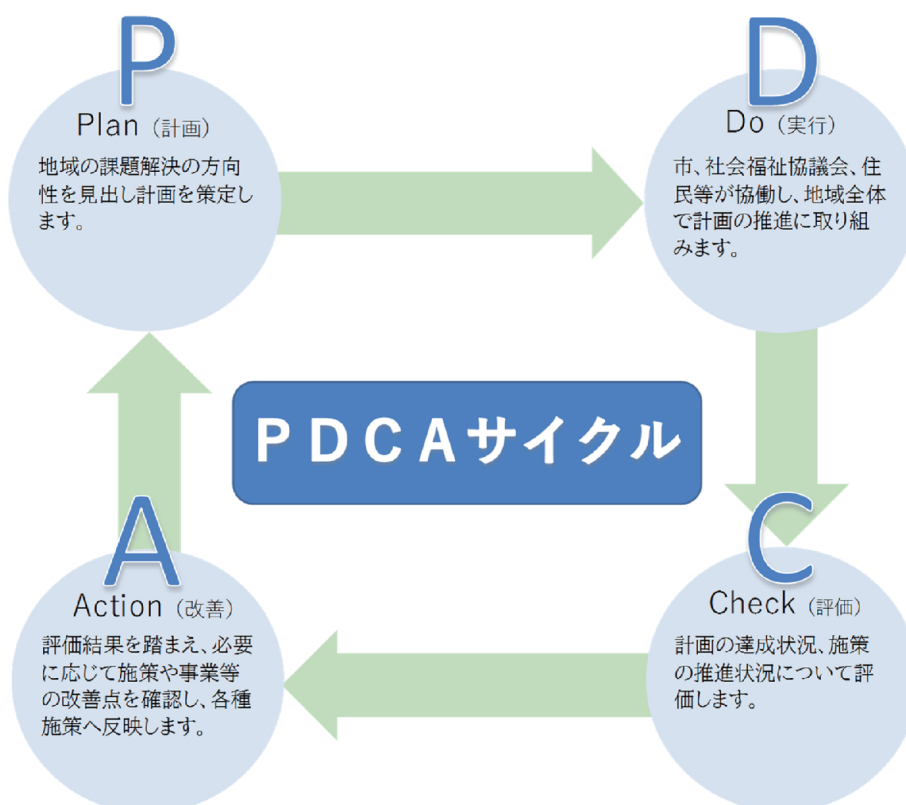 P
Plan（計画）
地域の課題解決の方向
性を見出し計画を策定し
ます。
D
Do（実行）
市、社会福祉協議会、住
民等が協働し、地域全体
で計画の推進に取り組
みます。
PDCAサイクル
C
Check（評価）
計画の達成状況、施策
の推進状況について評
価します。
A
Action（改善）
評価結果を踏まえ、必要
に応じて施策や事業等
の改善点を確認し、各種
施策へ反映します。